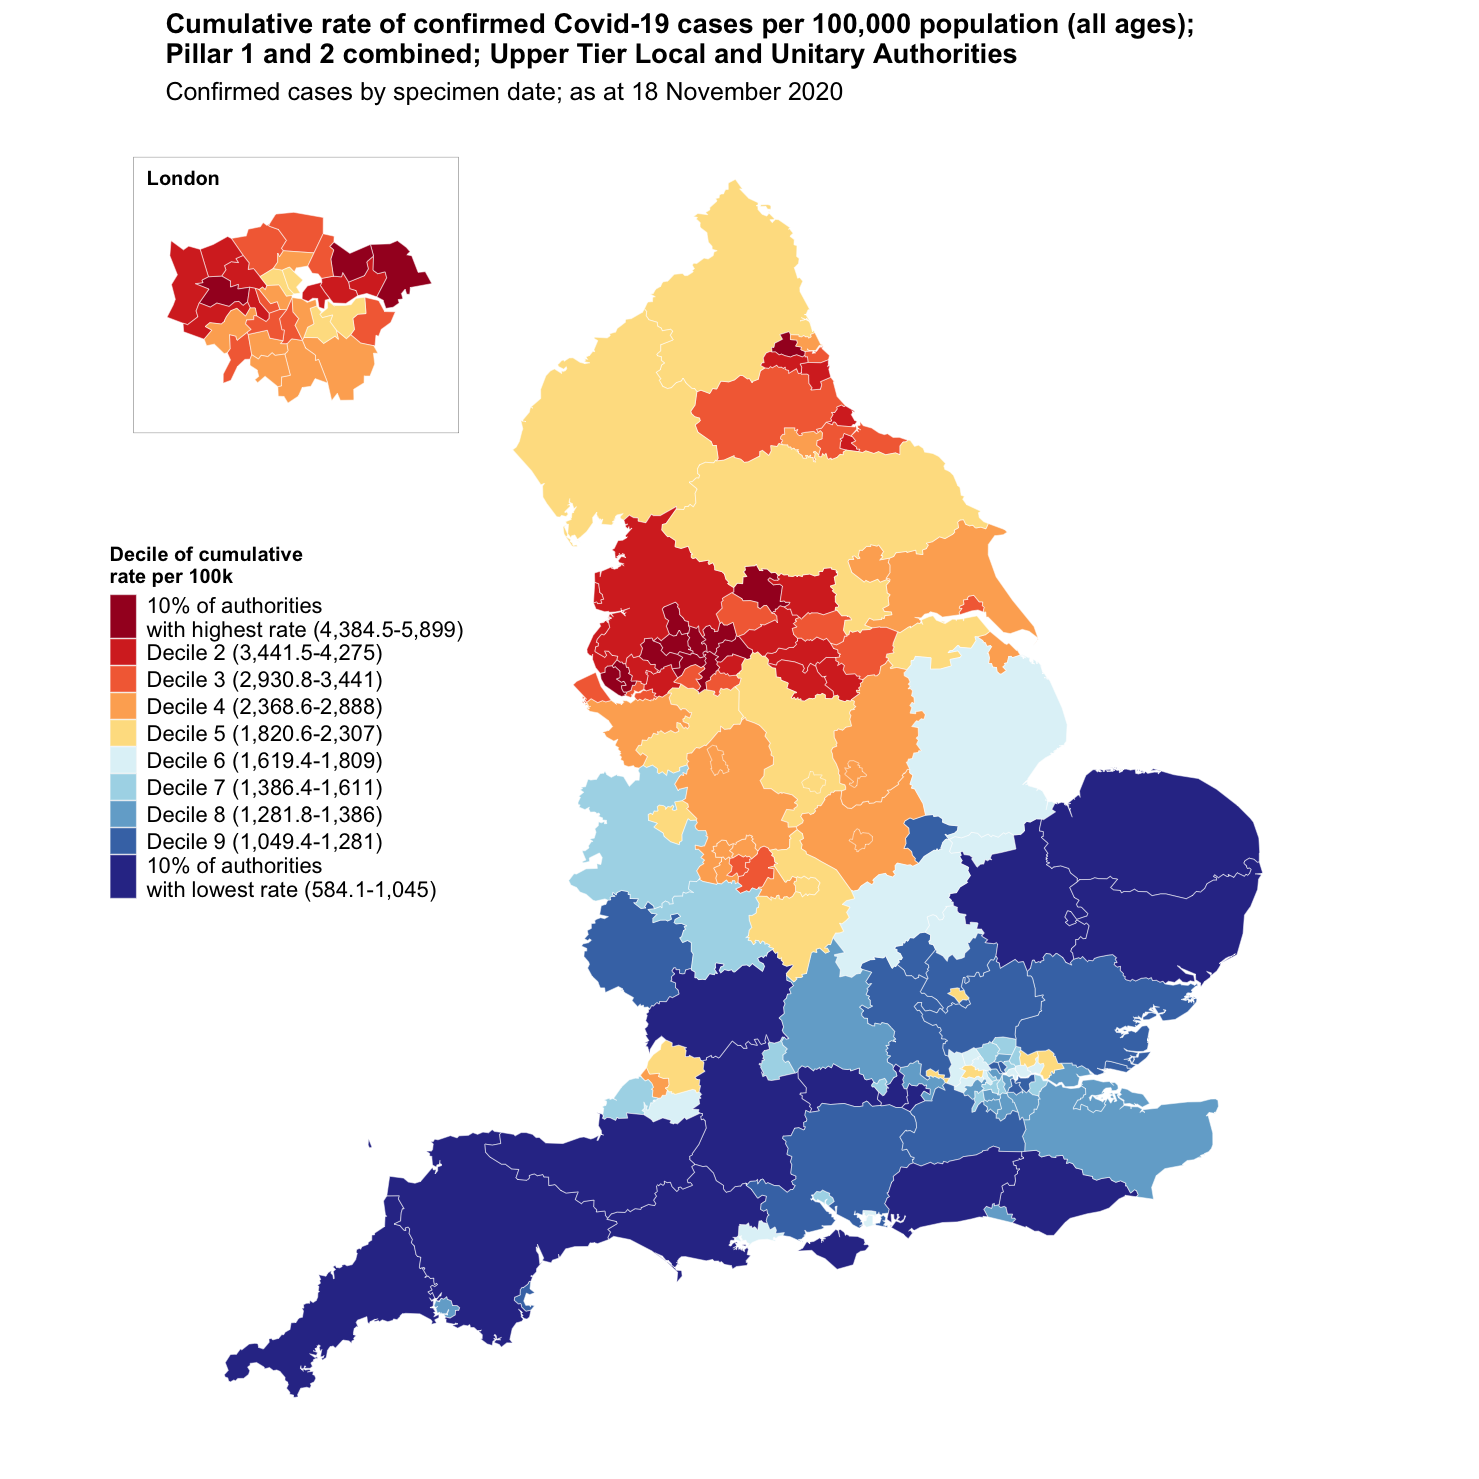 Cumulative rate of confirmed Covid-19 cases per 100,000 population (all ages);
Pillar 1 and 2 combined; Upper Tier Local and Unitary Authorities
Confirmed cases by specimen date; as at 18 November 2020
London
Decile of cumulative
rate per 100k
10% of authorities
with highest rate (4,384.5-5,899)
Decile 2 (3,441.5-4,275)
Decile 3 (2,930.8-3,441)
Decile 4 (2,368.6-2,888)
Decile 5 (1,820.6-2,307)
Decile 6 (1,619.4-1,809)
Decile 7 (1,386.4-1,611)
Decile 8 (1,281.8-1,386)
Decile 9 (1,049.4-1,281)
10% of authorities
with lowest rate (584.1-1,045)